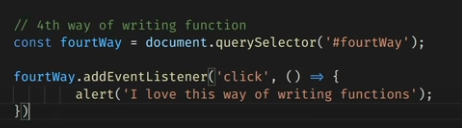 // 4th way of writing function
const fourtWay = document.querySelector('#fourtWay');
fourtWay.addEventListener('click', () => {
alert('I love this way of writing functions');
})